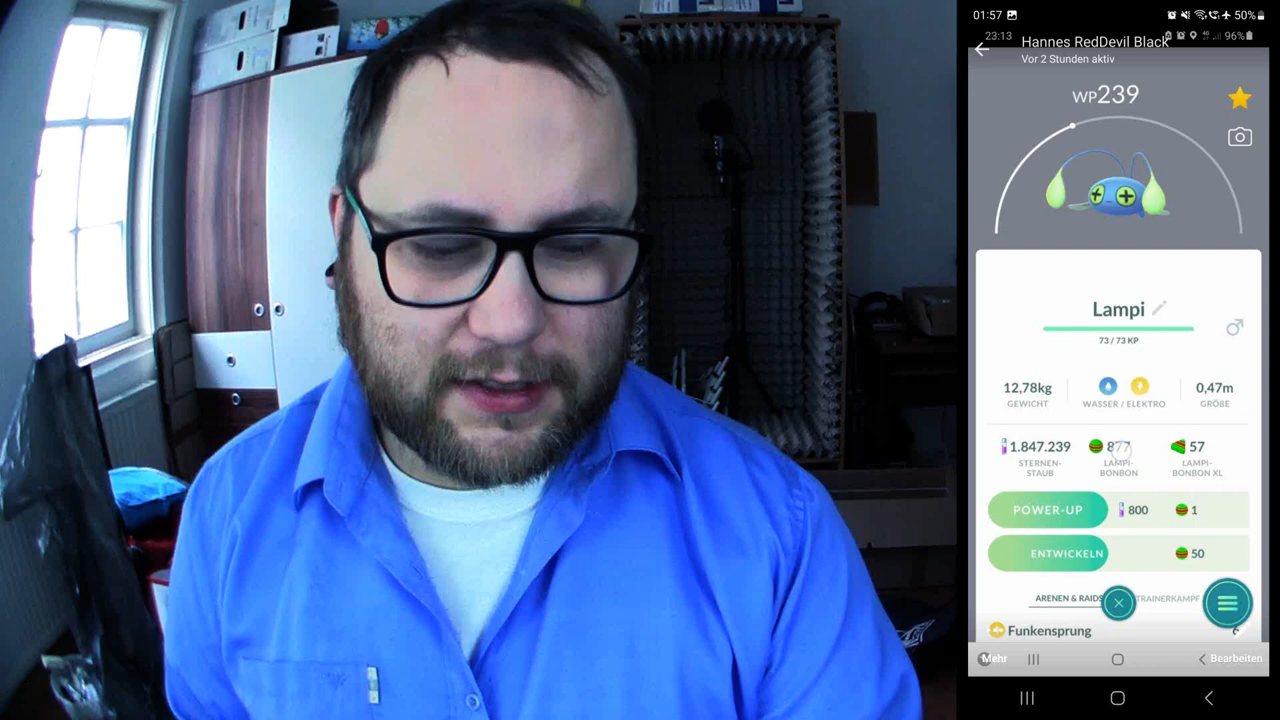 01:57
50%
23:13
96%
Hannes RedDevil Black
Vor 2 Stunden aktiv
WP239
Lampi
73 / 73 KP
12,78kg
GEWICHT
WASSER / ELEKTRO
0,47m
GRÖßE
1.847.239
STERNEN-
STAUB
877
LAMPI-
BONBON
57
LAMPI-
BONBON XL
POWER-UP
800
1
ENTWICKELN
50
ARENEN & RAIDS
TRAINERKAMPF
Funkensprung
6
Mehr
Bearbeiten